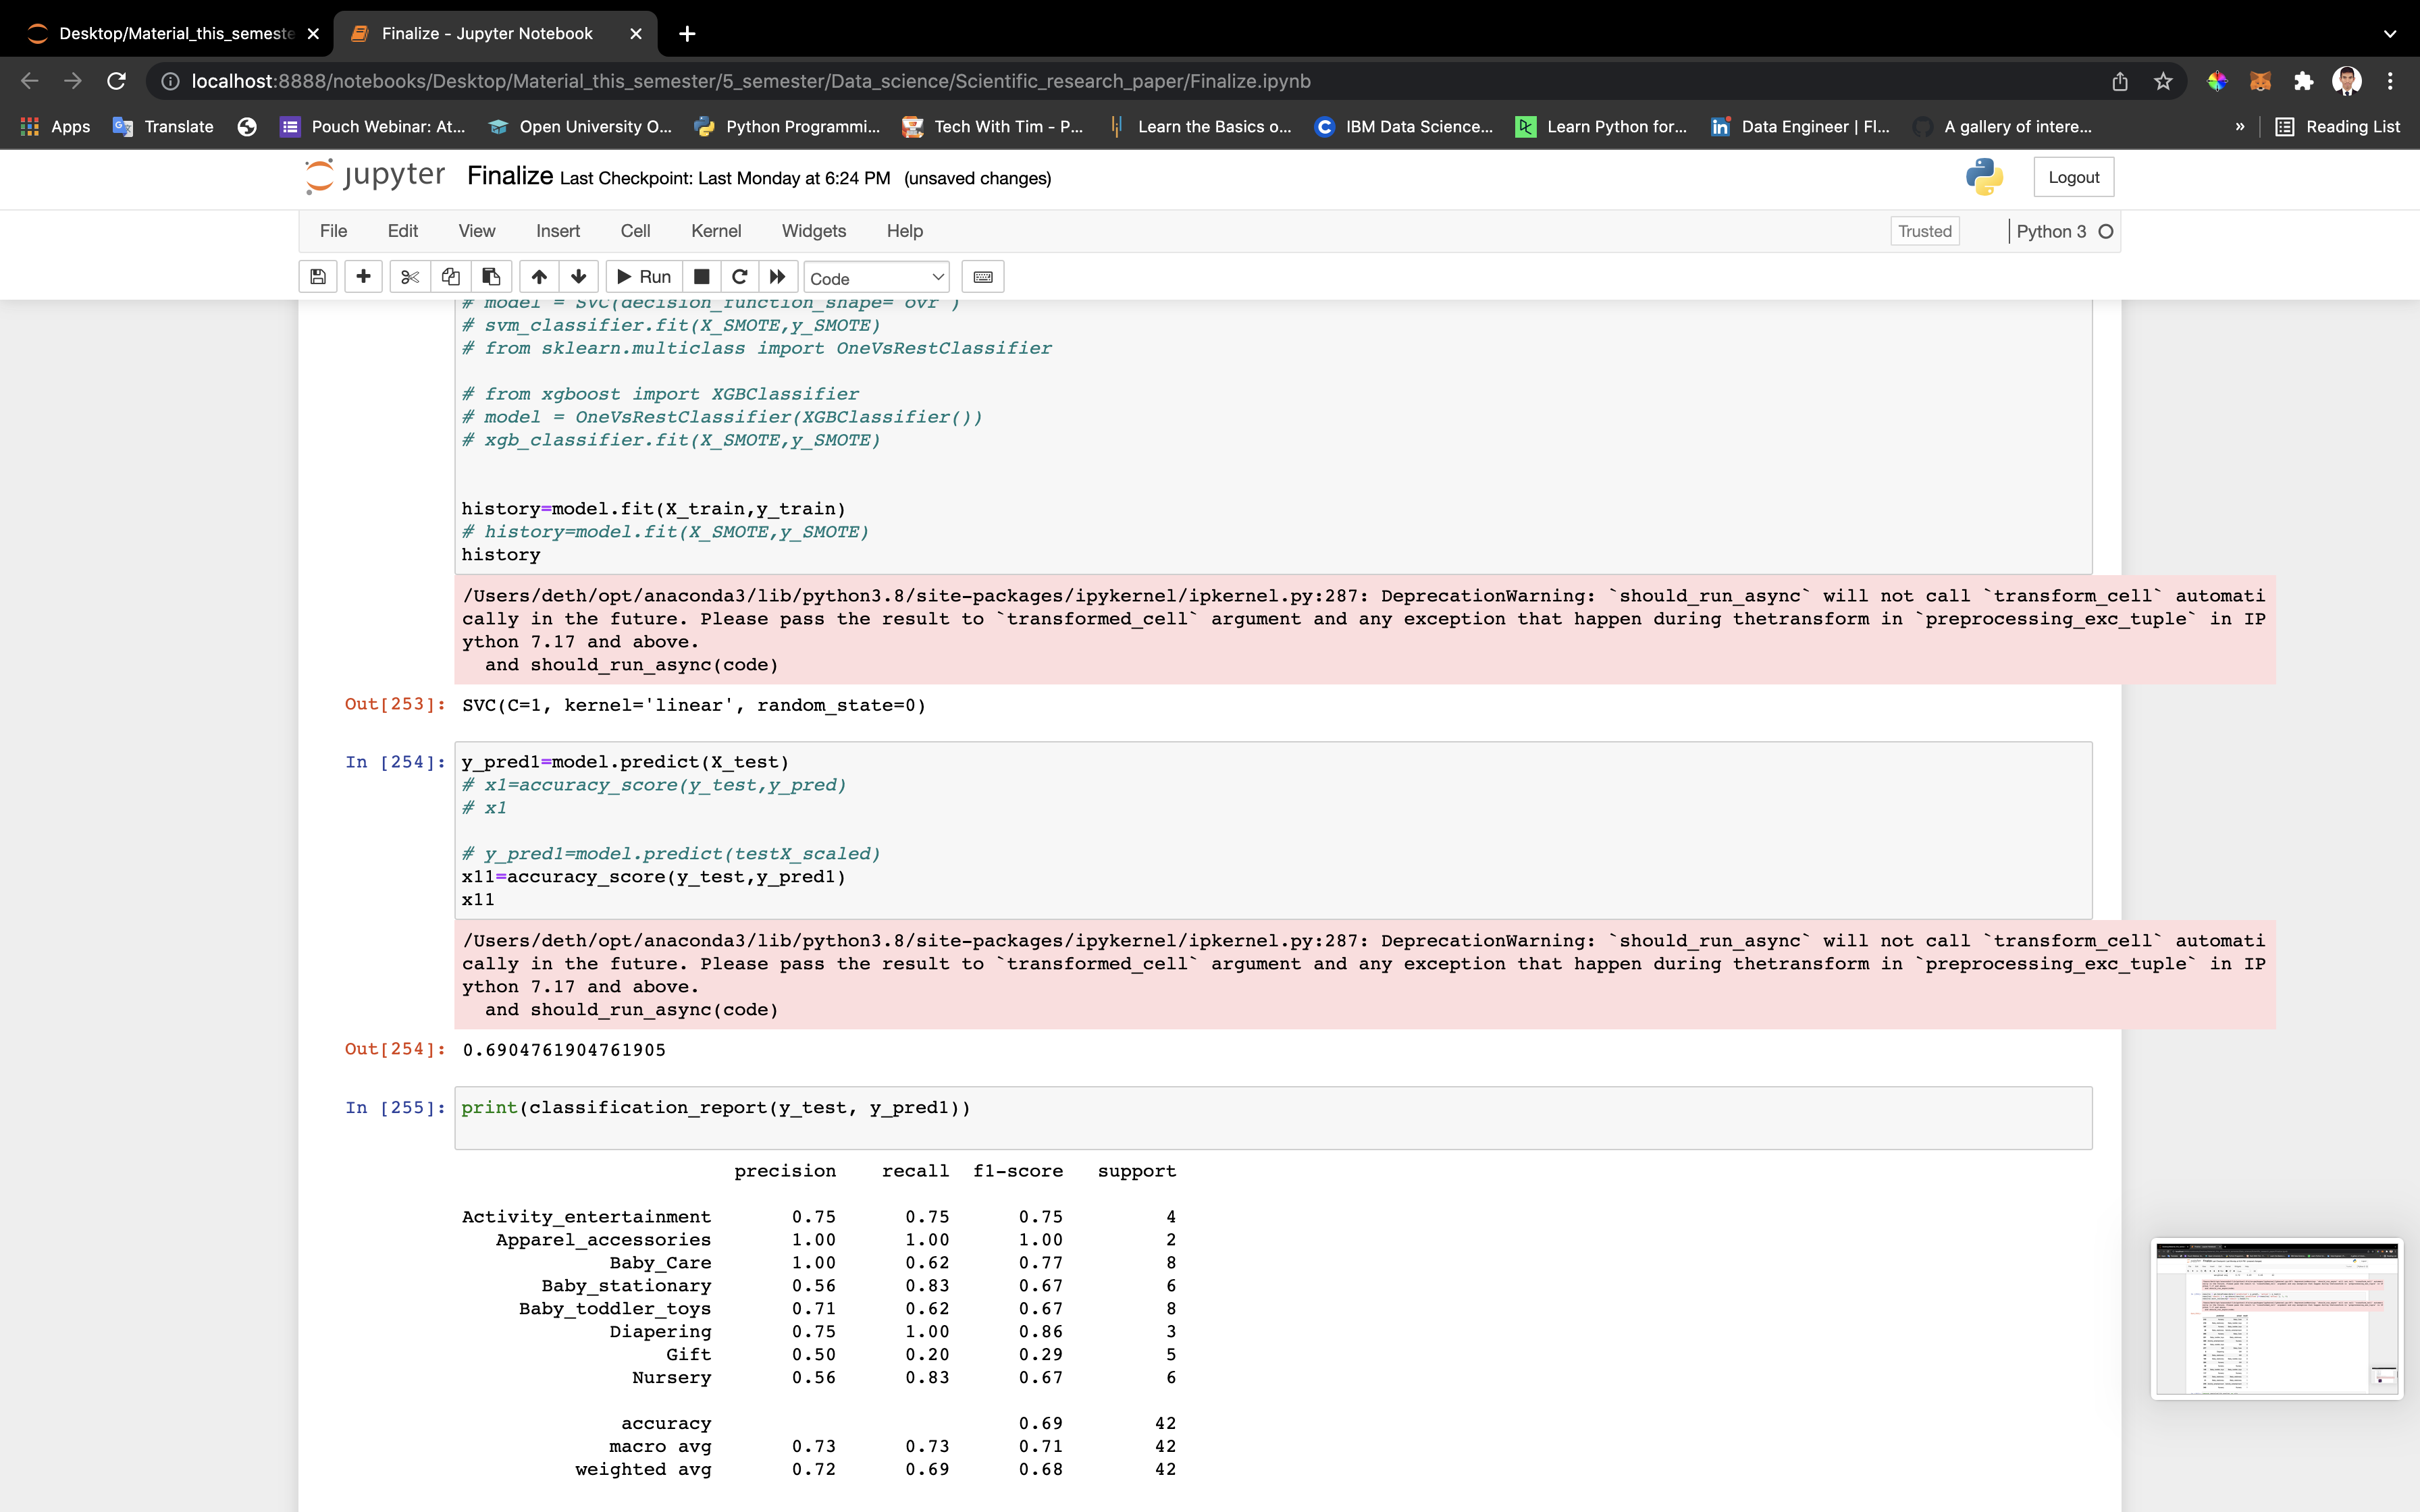 Desktop/Material_this_semeste
Finalize - Jupyter Notebook
localhost:8888/notebooks/Desktop/Material_this_semester/5_semester/Data_science/Scientific_research_paper/Finalize.ipynb
Apps Translate Pouch Webinar: At... Open University O... Python Programmi... Tech With Tim - P... Learn the Basics o... IBM Data Science... Learn Python for... Data Engineer | Fl... A gallery of intere... » Reading List
jupyter Finalize Last Checkpoint: Last Monday at 6:24 PM (unsaved changes) Logout
File Edit View Insert Cell Kernel Widgets Help Trusted Python 3
Run Code
# model = SVC(decision_function_shape='ovr')
# svm_classifier.fit(X_SMOTE,y_SMOTE)
# from sklearn.multiclass import OneVsRestClassifier
# from xgboost import XGBClassifier
# model = OneVsRestClassifier(XGBClassifier())
# xgb_classifier.fit(X_SMOTE,y_SMOTE)
history=model.fit(X_train,y_train)
# history=model.fit(X_SMOTE,y_SMOTE)
history
/Users/deth/opt/anaconda3/lib/python3.8/site-packages/ipykernel/ipkernel.py:287: DeprecationWarning: `should_run_async` will not call `transform_cell` automati
cally in the future. Please pass the result to `transformed_cell` argument and any exception that happen during thetransform in `preprocessing_exc_tuple` in IP
ython 7.17 and above.
and should_run_async(code)
Out[253]: SVC(C=1, kernel='linear', random_state=0)
In [254]: y_pred1=model.predict(X_test)
# x1=accuracy_score(y_test,y_pred)
# x1
# y_pred1=model.predict(testX_scaled)
x11=accuracy_score(y_test,y_pred1)
x11
/Users/deth/opt/anaconda3/lib/python3.8/site-packages/ipykernel/ipkernel.py:287: DeprecationWarning: `should_run_async` will not call `transform_cell` automati
cally in the future. Please pass the result to `transformed_cell` argument and any exception that happen during thetransform in `preprocessing_exc_tuple` in IP
ython 7.17 and above.
and should_run_async(code)
Out[254]: 0.6904761904761905
In [255]: print(classification_report(y_test, y_pred1))
precision recall f1-score support
Activity_entertainment 0.75 0.75 0.75 4
Apparel_accessories 1.00 1.00 1.00 2
Baby_Care 1.00 0.62 0.77 8
Baby_stationary 0.56 0.83 0.67 6
Baby_toddler_toys 0.71 0.62 0.67 8
Diapering 0.75 1.00 0.86 3
Gift 0.50 0.20 0.29 5
Nursery 0.56 0.83 0.67 6
accuracy 0.69 42
macro avg 0.73 0.73 0.71 42
weighted avg 0.72 0.69 0.68 42